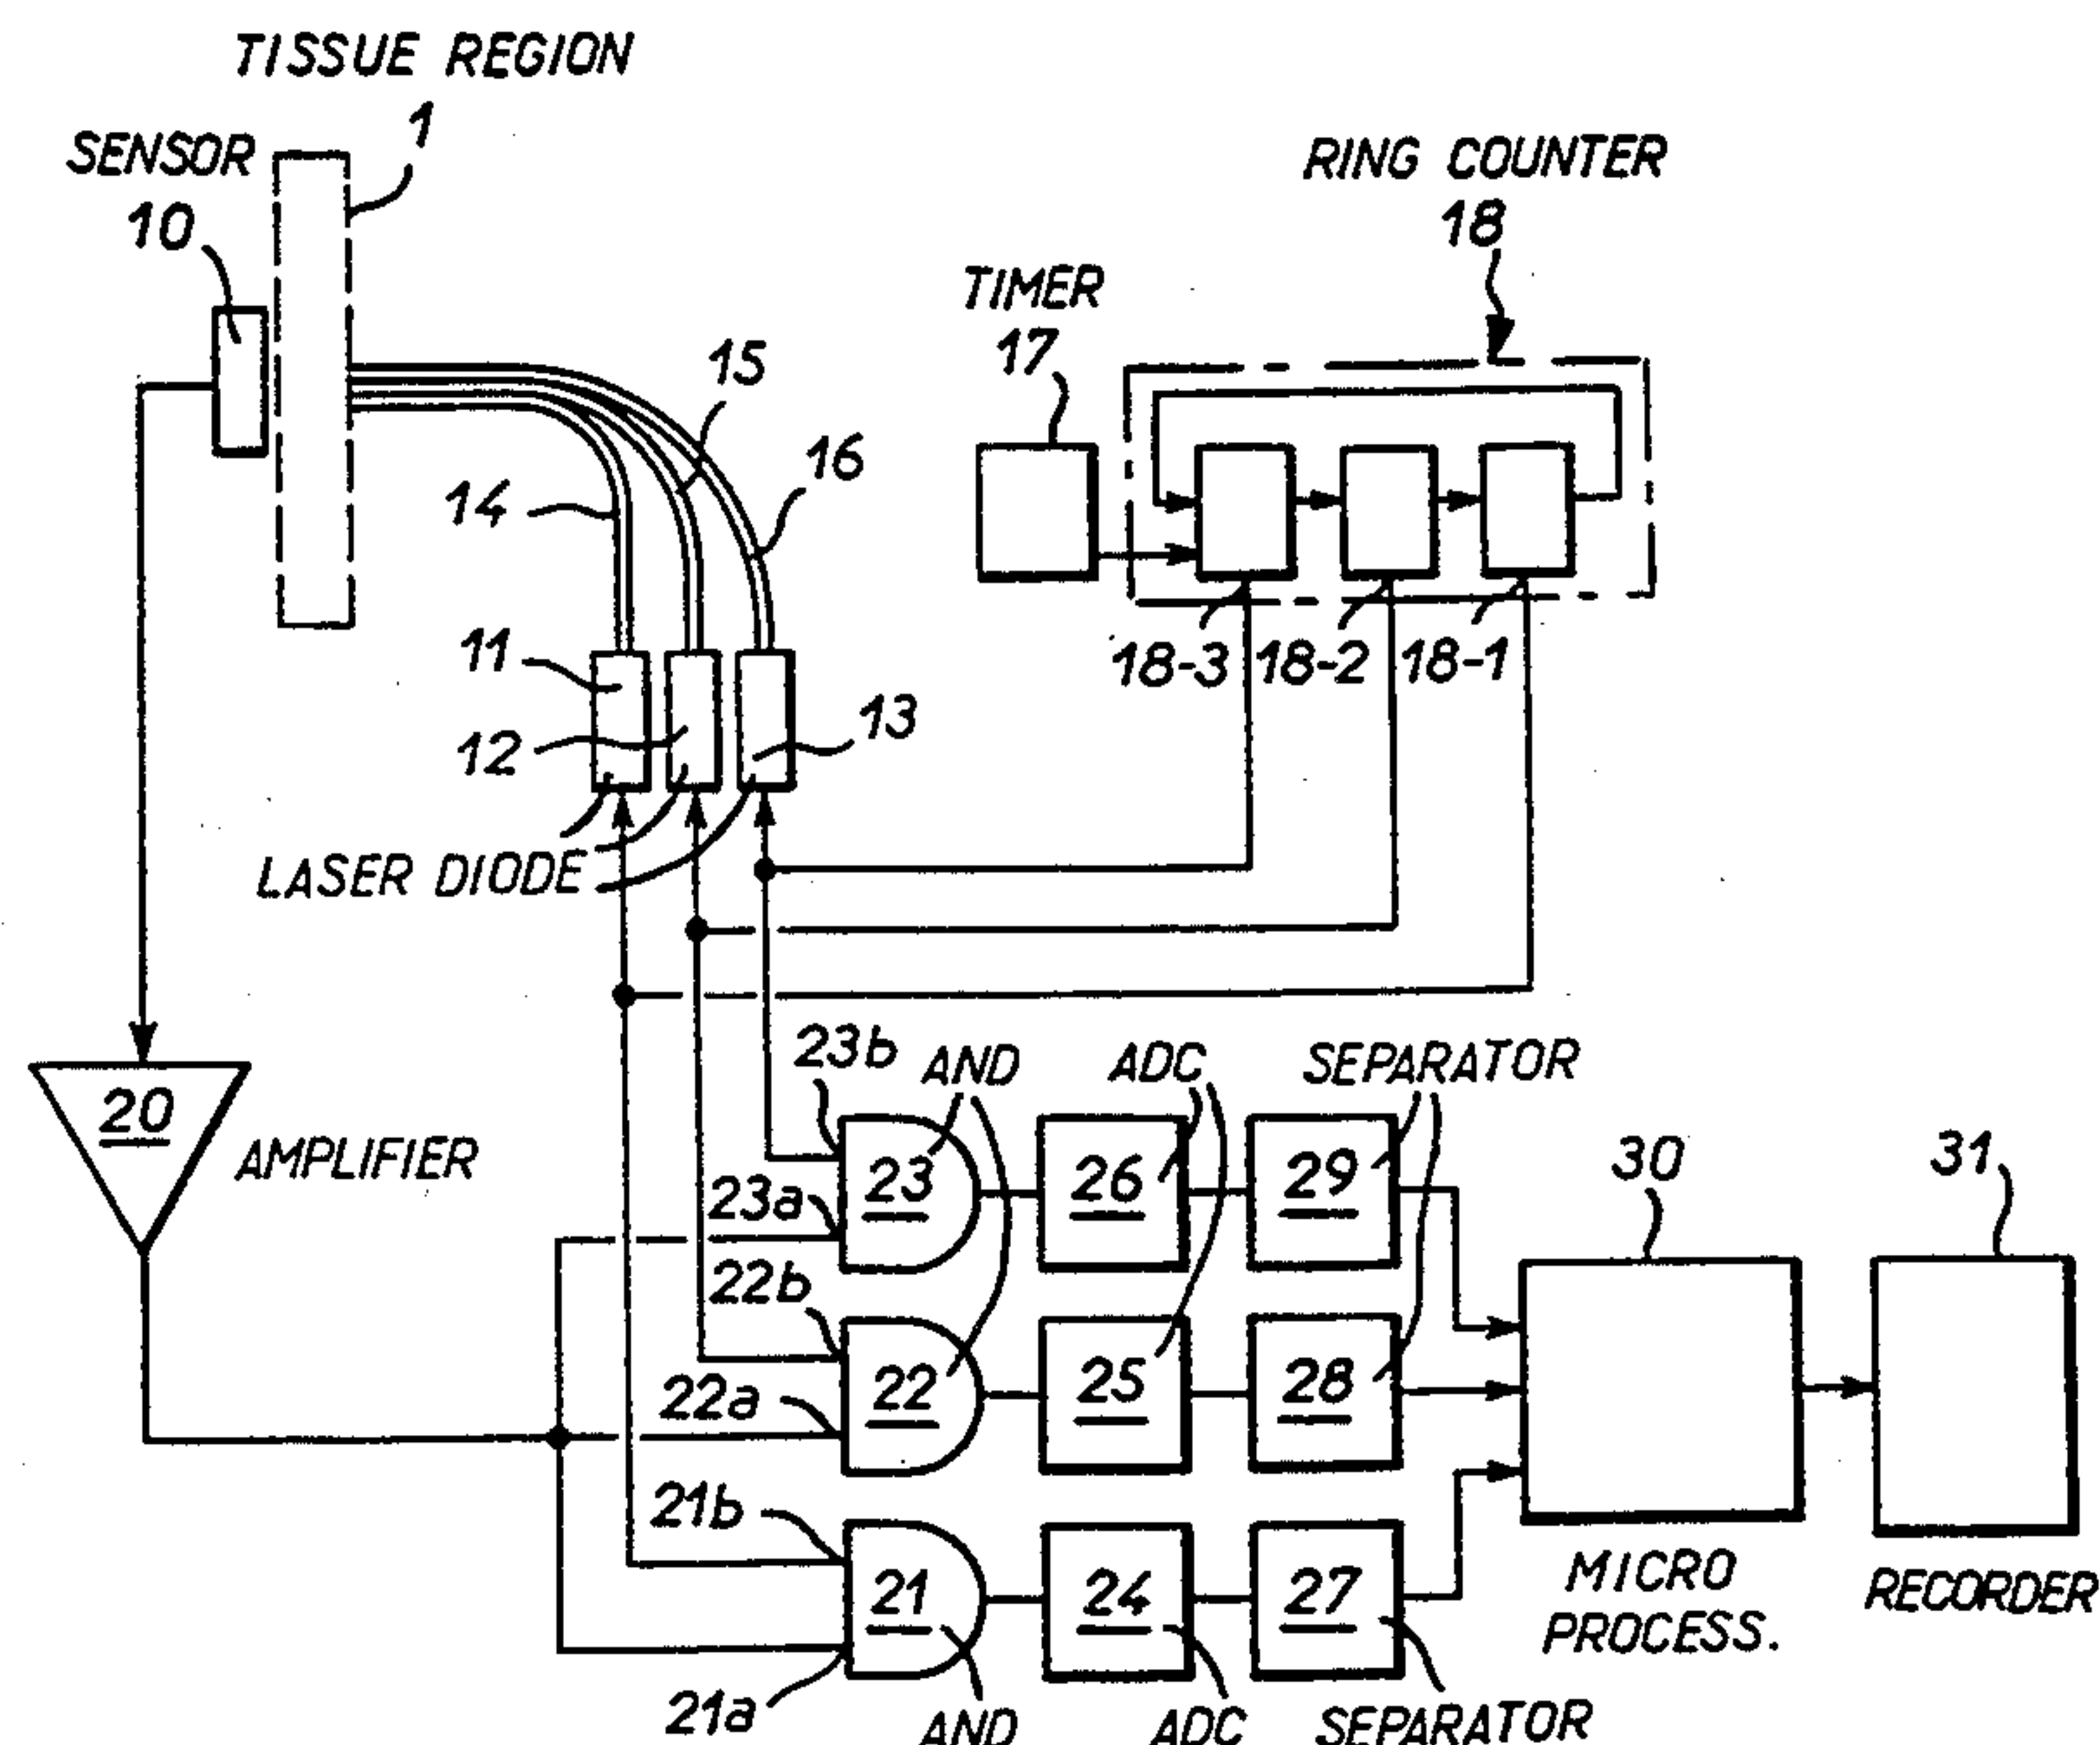 TISSUE REGION
1
SENSOR
10
RING COUNTER
18
TIMER
17
15
16
14
18-3 18-2 18-1
11
12
13
LASER DIODE
20
AMPLIFIER
23b
AND
ADC
SEPARATOR
23
26
29
23a
30
31
22b
22
25
28
22a
21b
21
24
27
MICRO
PROCESS.
RECORDER
21a
AND
ADC
SEPARATOR